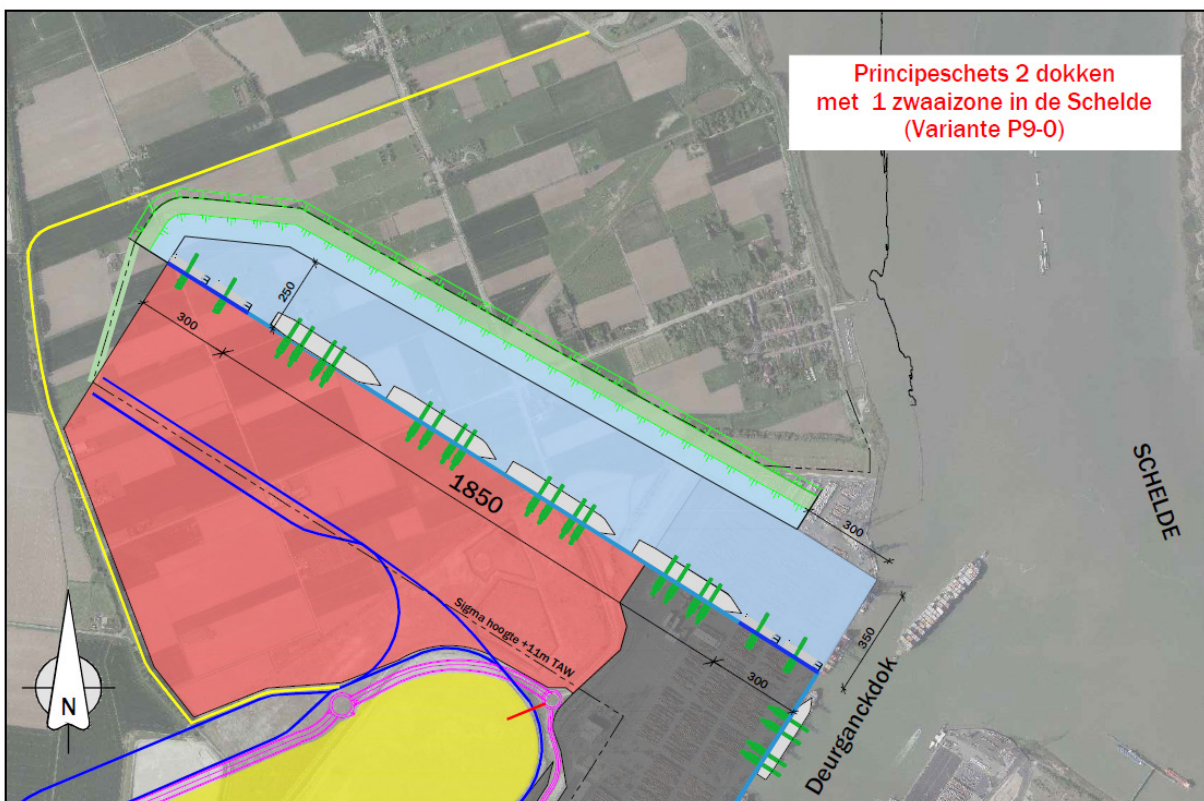 Principeschets 2 dokken
met 1 zwaaizone in de Schelde
(Variante P9-0)
250
300
1850
SCHELDE
300
350
Sigma hoogte +11m TAW
300
Deurganckdok
N